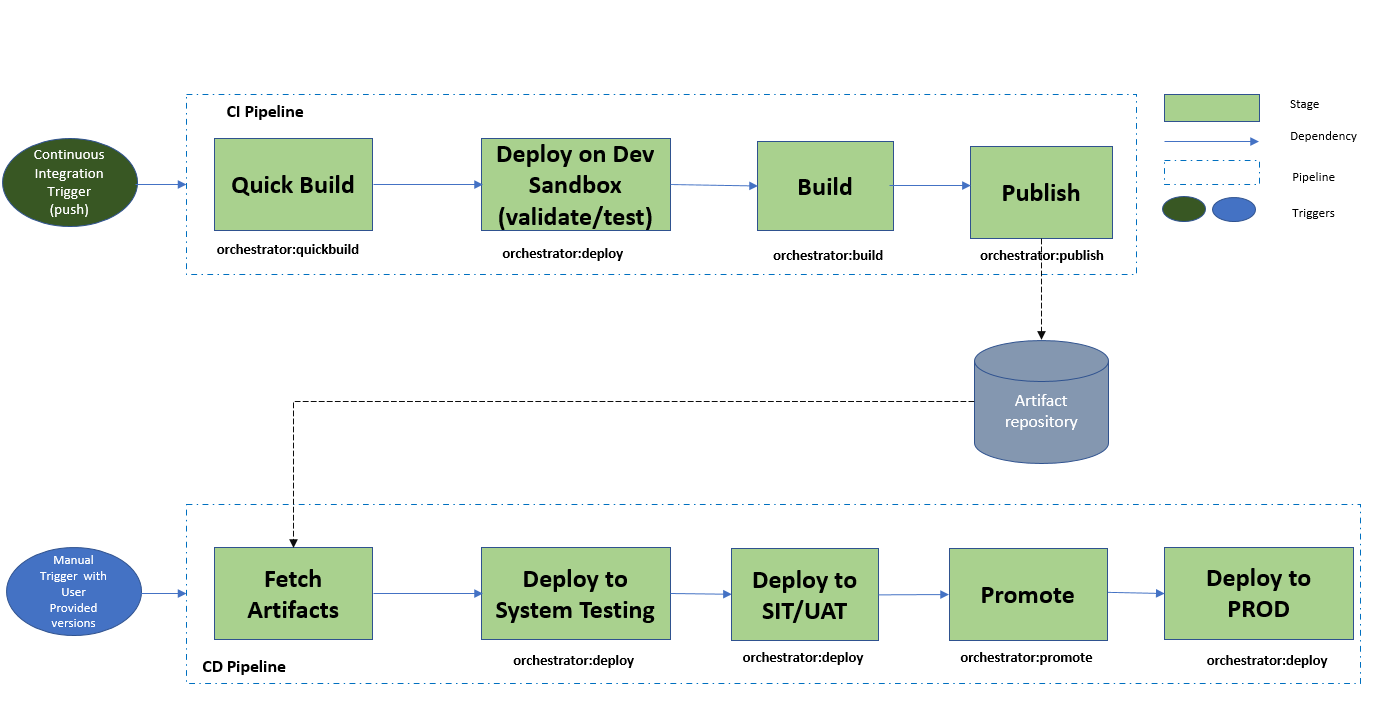 CI Pipeline
Continuous
Integration
Trigger
(push)
Quick Build
orchestrator:quickbuild
Deploy on Dev
Sandbox
(validate/test)
orchestrator:deploy
Build
orchestrator:build
Publish
orchestrator:publish
Stage
Dependency
Pipeline
Triggers
Artifact
repository
Manual
Trigger with
User
Provided
versions
Fetch
Artifacts
Deploy to
System Testing
orchestrator:deploy
Deploy to
SIT/UAT
orchestrator:deploy
Promote
orchestrator:promote
Deploy to
PROD
orchestrator:deploy
CD Pipeline